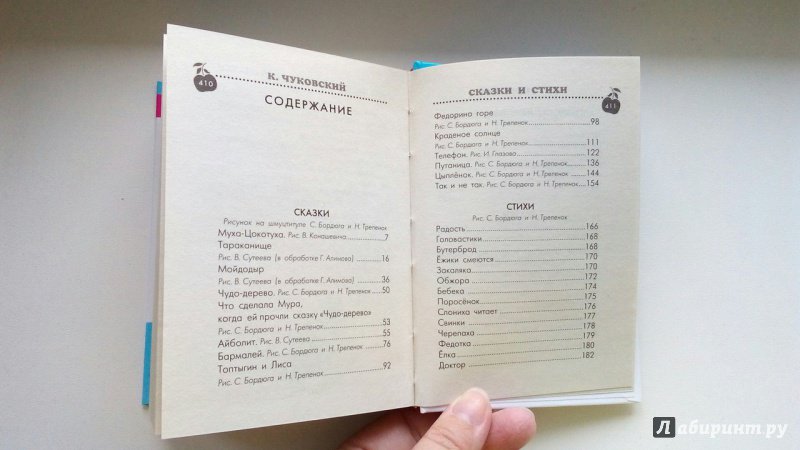 410
К. ЧУКОВСКИЙ
СОДЕРЖАНИЕ
СКАЗКИ
Рисунок на шмуцтитуле С. Бордюга и Н. Трепенок
Муха-Цокотуха. Рис. В. Конашевича 7
Тараканище
Рис. В. Сутеева (в обработке Г. Алимова) 16
Мойдодыр
Рис. В. Сутеева (в обработке Г. Алимова) 36
Чудо-дерево. Рис. С. Бордюга и Н. Трепенок 50
Что сделала Мура,
когда ей прочли сказку «Чудо-дерево»
Рис. С. Бордюга и Н. Трепенок 53
Айболит. Рис. В. Сутеева 55
Бармалей. Рис. С. Бордюга и Н. Трепенок 76
Топтыгин и Лиса
Рис. С. Бордюга и Н. Трепенок 92
СКАЗКИ И СТИХИ
411
Федорино горе
Рис. С. Бордюга и Н. Трепенок 98
Краденое солнце
Рис. С. Бордюга и Н. Трепенок 111
Телефон. Рис. И. Глазова 122
Путаница. Рис. С. Бордюга и Н. Трепенок 136
Цыплёнок. Рис. С. Бордюга и Н. Трепенок 144
Так и не так. Рис. С. Бордюга и Н. Трепенок 154
СТИХИ
Рис. С. Бордюга и Н. Трепенок
Радость 166
Головастики 168
Бутерброд 168
Ёжики смеются 170
Закаляка 170
Обжора 172
Бебека 174
Поросёнок 175
Слониха читает 176
Свинки 177
Черепаха 178
Федотка 179
Ёлка 180
Доктор 182
Лабиринт.ру